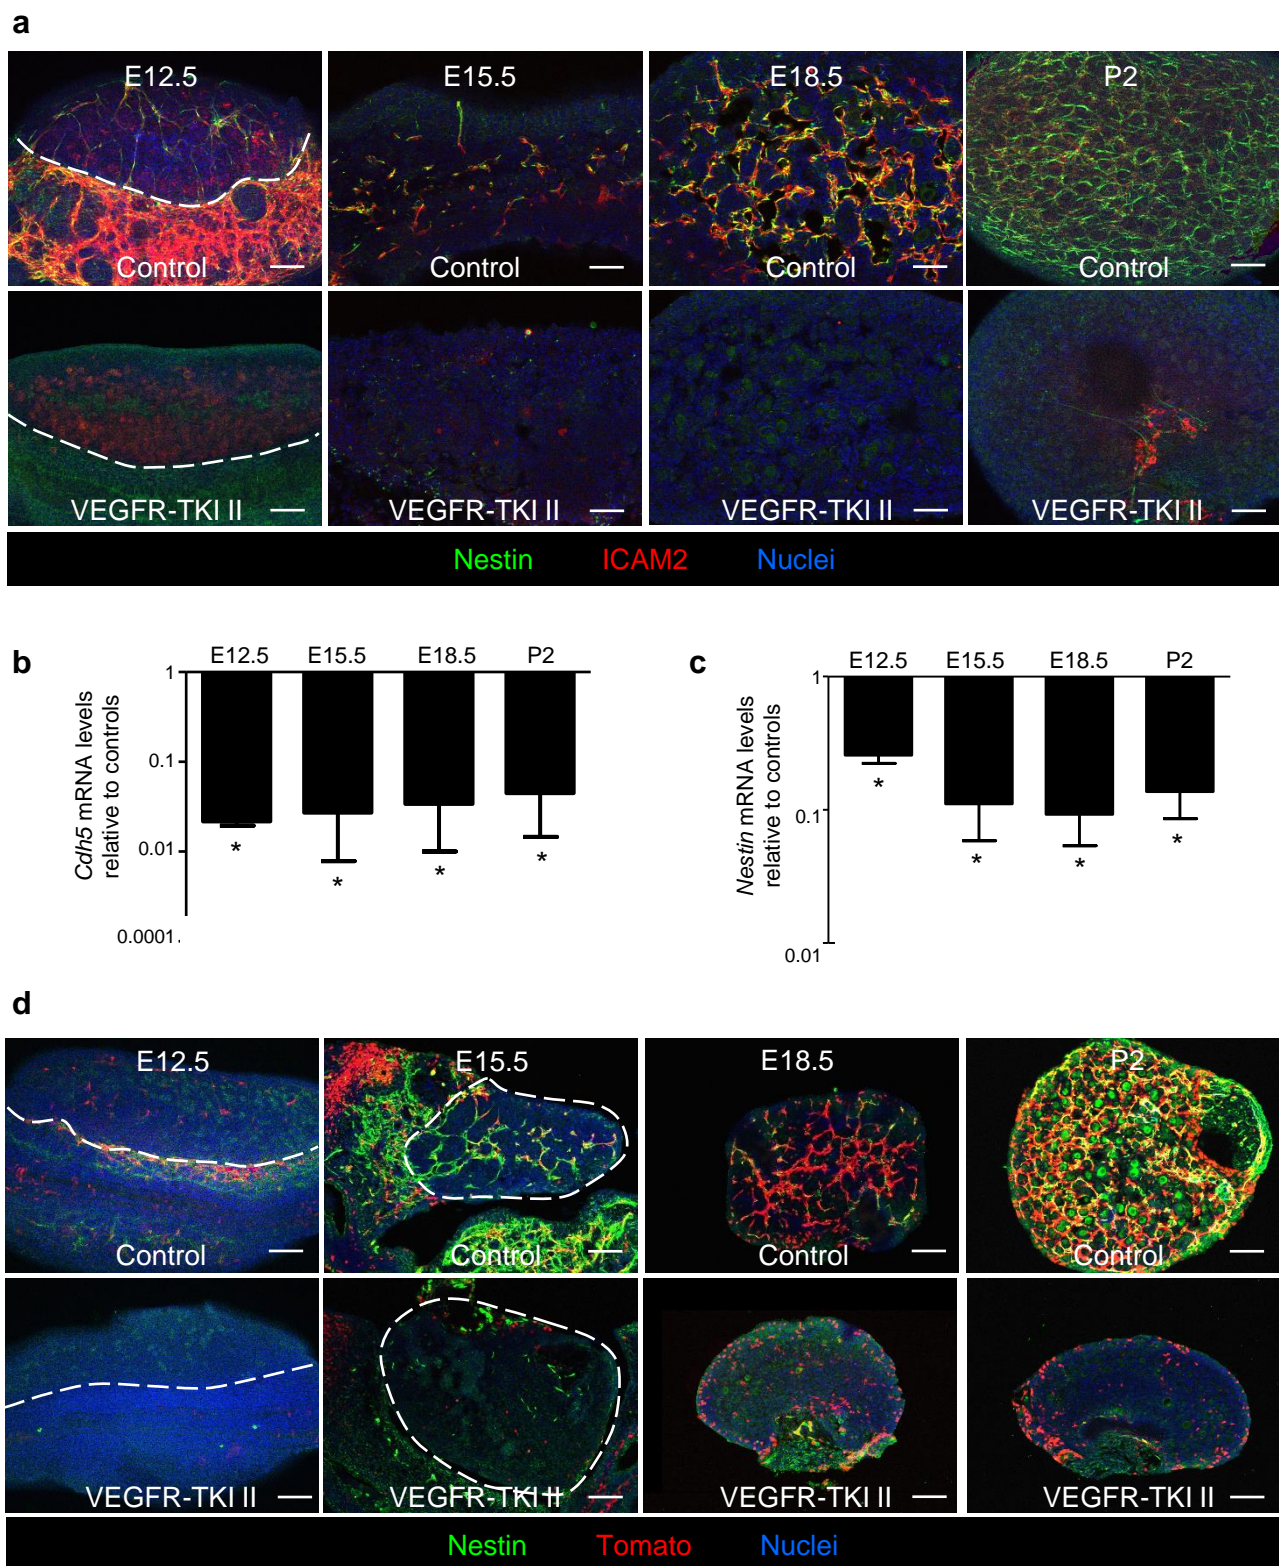 a
E12.5 E15.5 E18.5 P2
Control Control Control Control
VEGFR-TKI II VEGFR-TKI II VEGFR-TKI II VEGFR-TKI II
Nestin ICAM2 Nuclei
b
E12.5 E15.5 E18.5 P2
Cdh5 mRNA levels
relative to controls
1
0.1
0.01
0.0001
* * * *
c
E12.5 E15.5 E18.5 P2
Nestin mRNA levels
relative to controls
1
0.1
0.01
* * * *
d
E12.5 E15.5 E18.5 P2
Control Control Control Control
VEGFR-TKI II VEGFR-TKI II VEGFR-TKI II VEGFR-TKI II
Nestin Tomato Nuclei